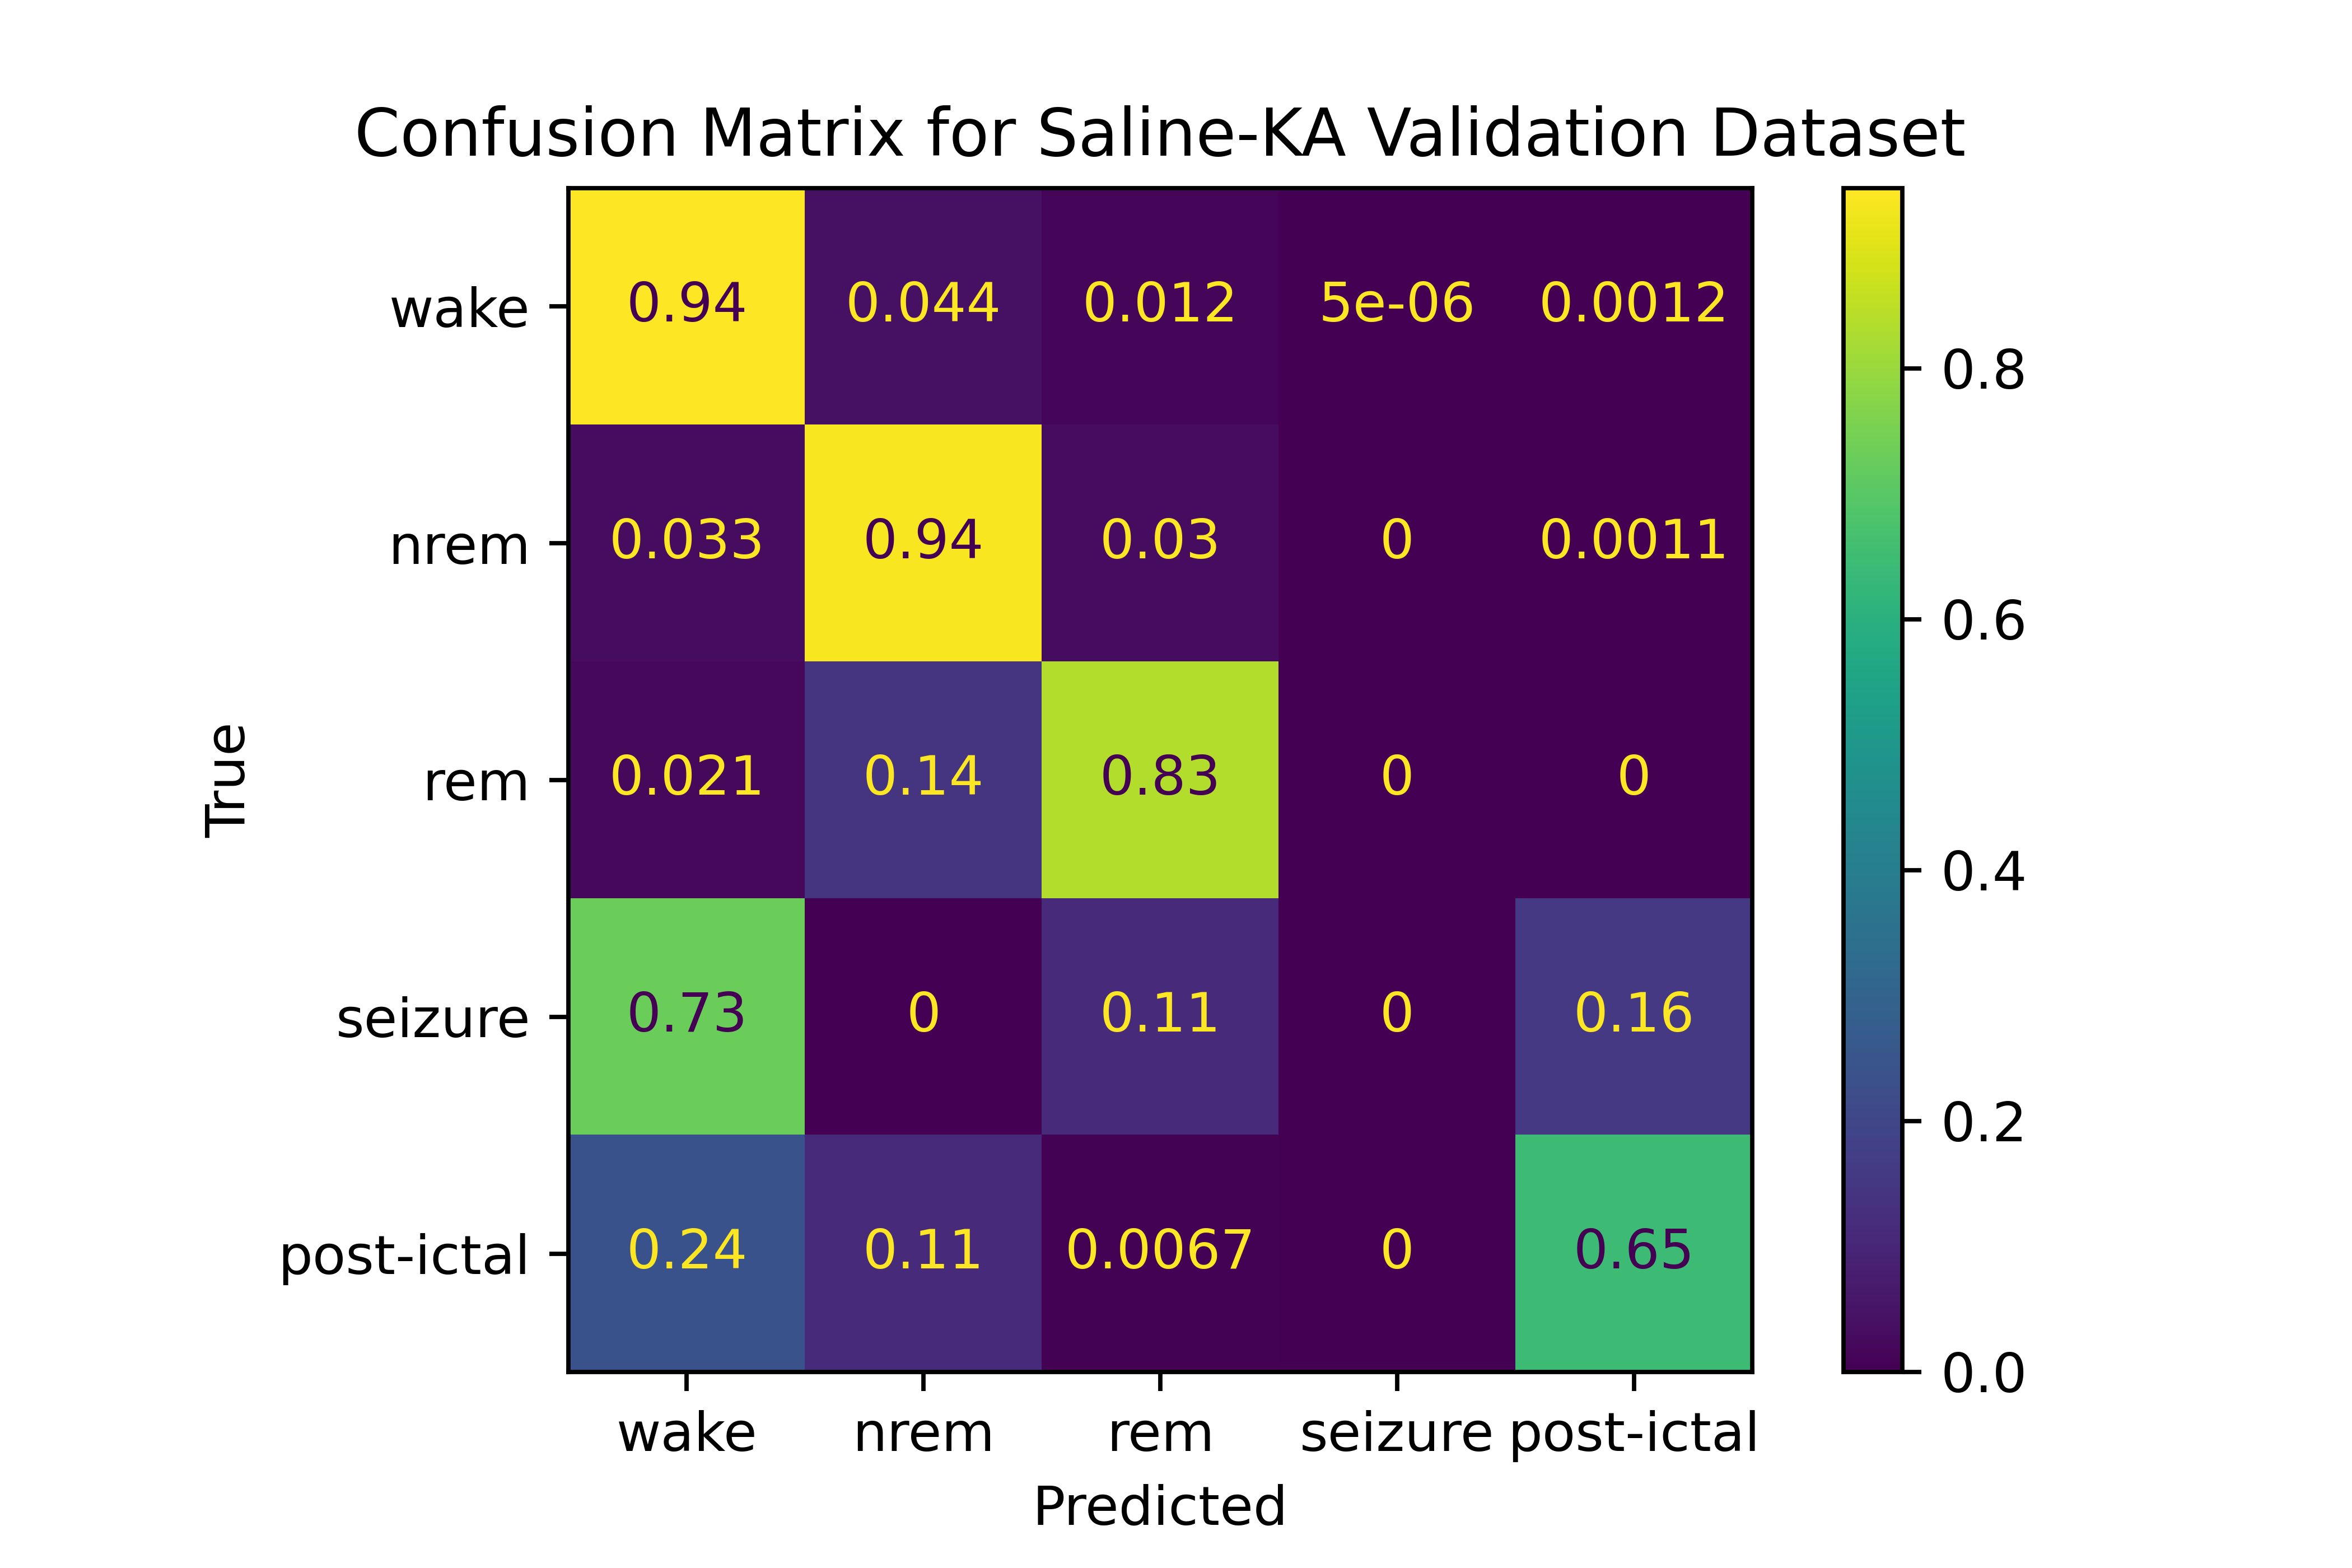 Confusion Matrix for Saline-KA Validation Dataset
wake 0.94 0.044 0.012 5e-06 0.0012
nrem 0.033 0.94 0.03 0 0.0011
rem 0.021 0.14 0.83 0 0
seizure 0.73 0 0.11 0 0.16
post-ictal 0.24 0.11 0.0067 0 0.65
True
wake nrem rem seizure post-ictal
Predicted
0.8
0.6
0.4
0.2
0.0